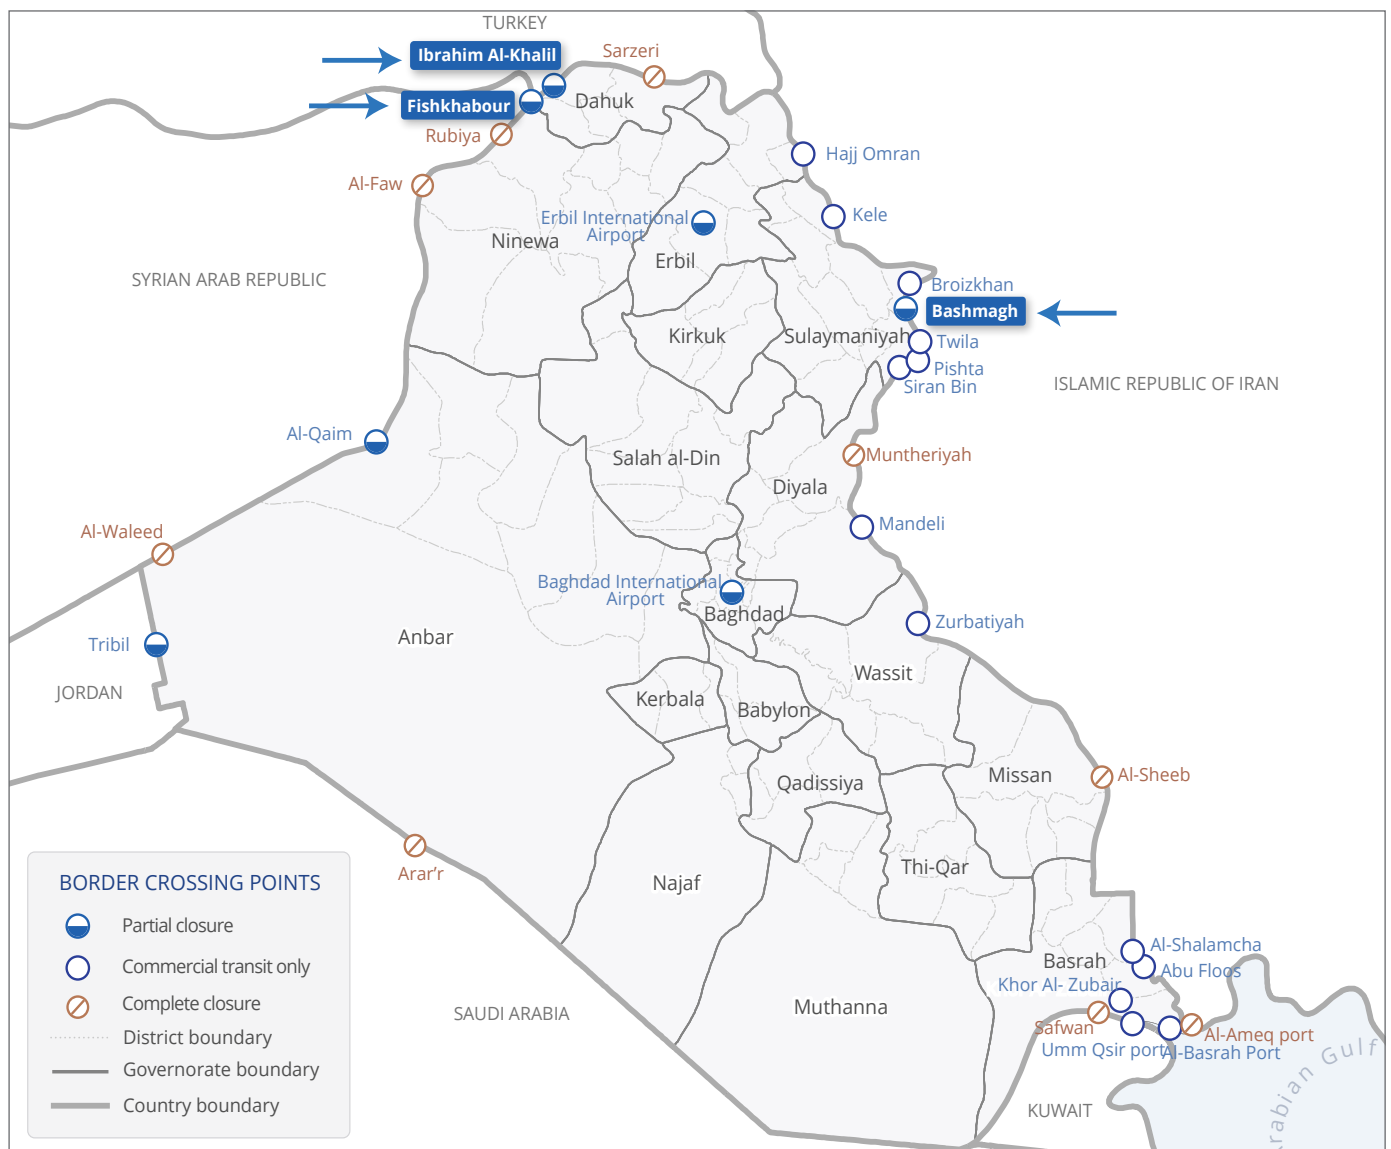 TURKEY
Ibrahim Al-Khalil
Sarzeri
Fishkhabour
Dahuk
Rubiya
Hajj Omran
Al-Faw
Kele
Erbil International
Airport
Ninewa
Erbil
SYRIAN ARAB REPUBLIC
Broizkhan
Bashmagh
Kirkuk
Sulaymaniyah
Twila
Pishta
Siran Bin
ISLAMIC REPUBLIC OF IRAN
Al-Qaim
Salah al-Din
Muntheriyah
Diyala
Mandeli
Al-Waleed
Baghdad International
Airport
Baghdad
Zurbatiyah
Anbar
Tribil
Wassit
JORDAN
Kerbala
Babylon
Missan
Al-Sheeb
Qadissiya
Arar'r
Thi-Qar
Najaf
BORDER CROSSING POINTS
Partial closure
Commercial transit only
Complete closure
District boundary
Governorate boundary
Country boundary
Al-Shalamcha
Basrah
Abu Floos
Khor Al- Zubair
SAUDI ARABIA
Muthanna
Safwan
Al-Ameq port
Umm Qsir port
Al-Basrah Port
KUWAIT
rabian Gulf